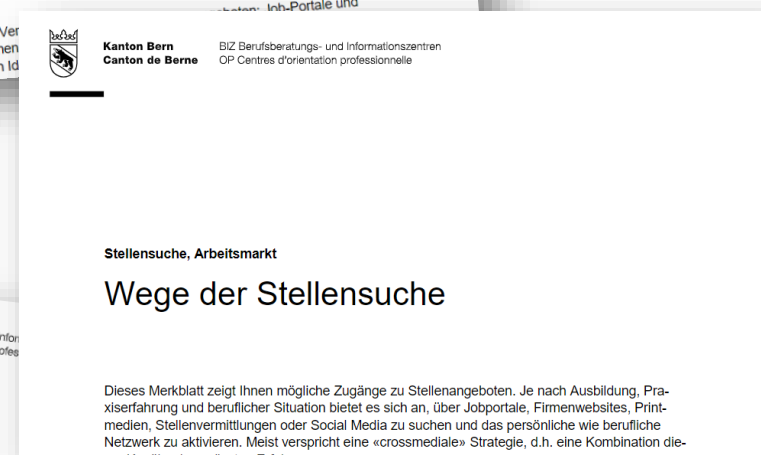 Job-Portale und
Kanton Bern
Canton de Berne
BIZ Berufsberatungs- und Informationszentren
OP Centres d'orientation professionnelle
Stellensuche, Arbeitsmarkt
Wege der Stellensuche
Dieses Merkblatt zeigt Ihnen mögliche Zugänge zu Stellenangeboten. Je nach Ausbildung, Pra-
xiserfahrung und beruflicher Situation bietet es sich an, über Jobportale, Firmenwebsites, Print-
medien, Stellenvermittlungen oder Social Media zu suchen und das persönliche wie berufliche
Netzwerk zu aktivieren. Meist verspricht eine «crossmediale» Strategie, d.h. eine Kombination die-